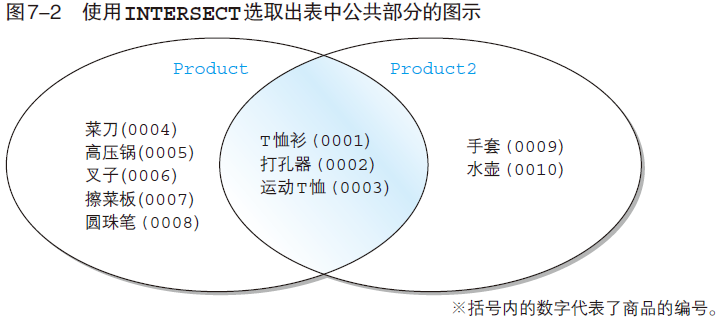 图7–2 使用INTERSECT选取出表中公共部分的图示
Product
Product2
菜刀(0004)
高压锅(0005)
叉子(0006)
擦菜板(0007)
圆珠笔(0008)
T恤衫(0001)
打孔器(0002)
运动T恤(0003)
手套(0009)
水壶(0010)
※括号内的数字代表了商品的编号。